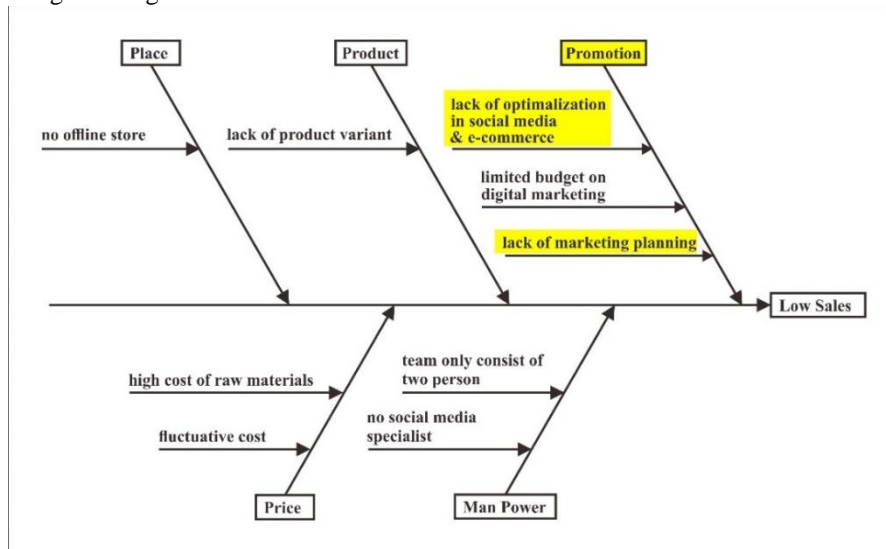 Place
Product
Promotion
no offline store
lack of product variant
lack of optimalization
in social media
& e-commerce
limited budget on
digital marketing
lack of marketing planning
Low Sales
high cost of raw materials
fluctuative cost
team only consist of
two person
no social media
specialist
Price
Man Power